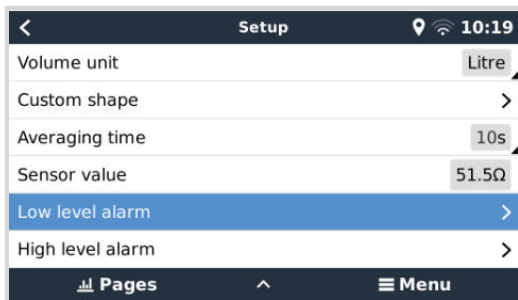 Setup 10:19
Volume unit Litre
Custom shape
Averaging time 10s
Sensor value 51.5Ω
Low level alarm
High level alarm
Pages Menu